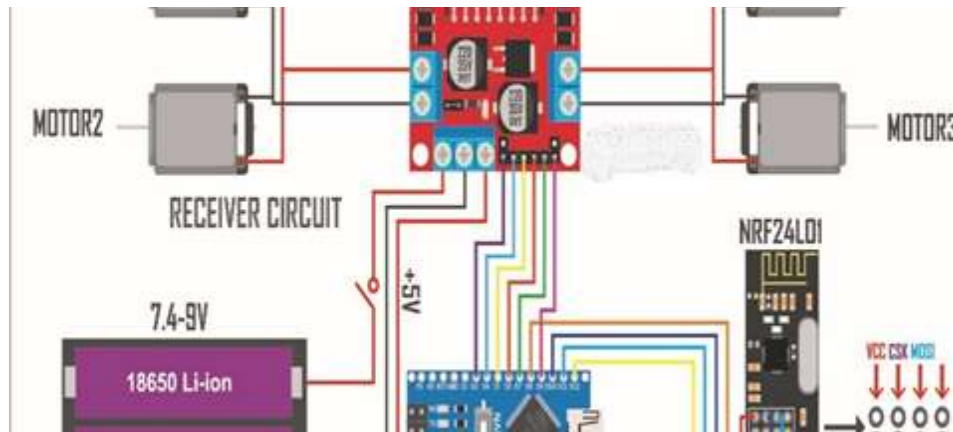 MOTOR2
MOTOR3
RECEIVER CIRCUIT
NRF24L01
+5V
7.4-9V
VCC CSK MOSI
18650 Li-ion